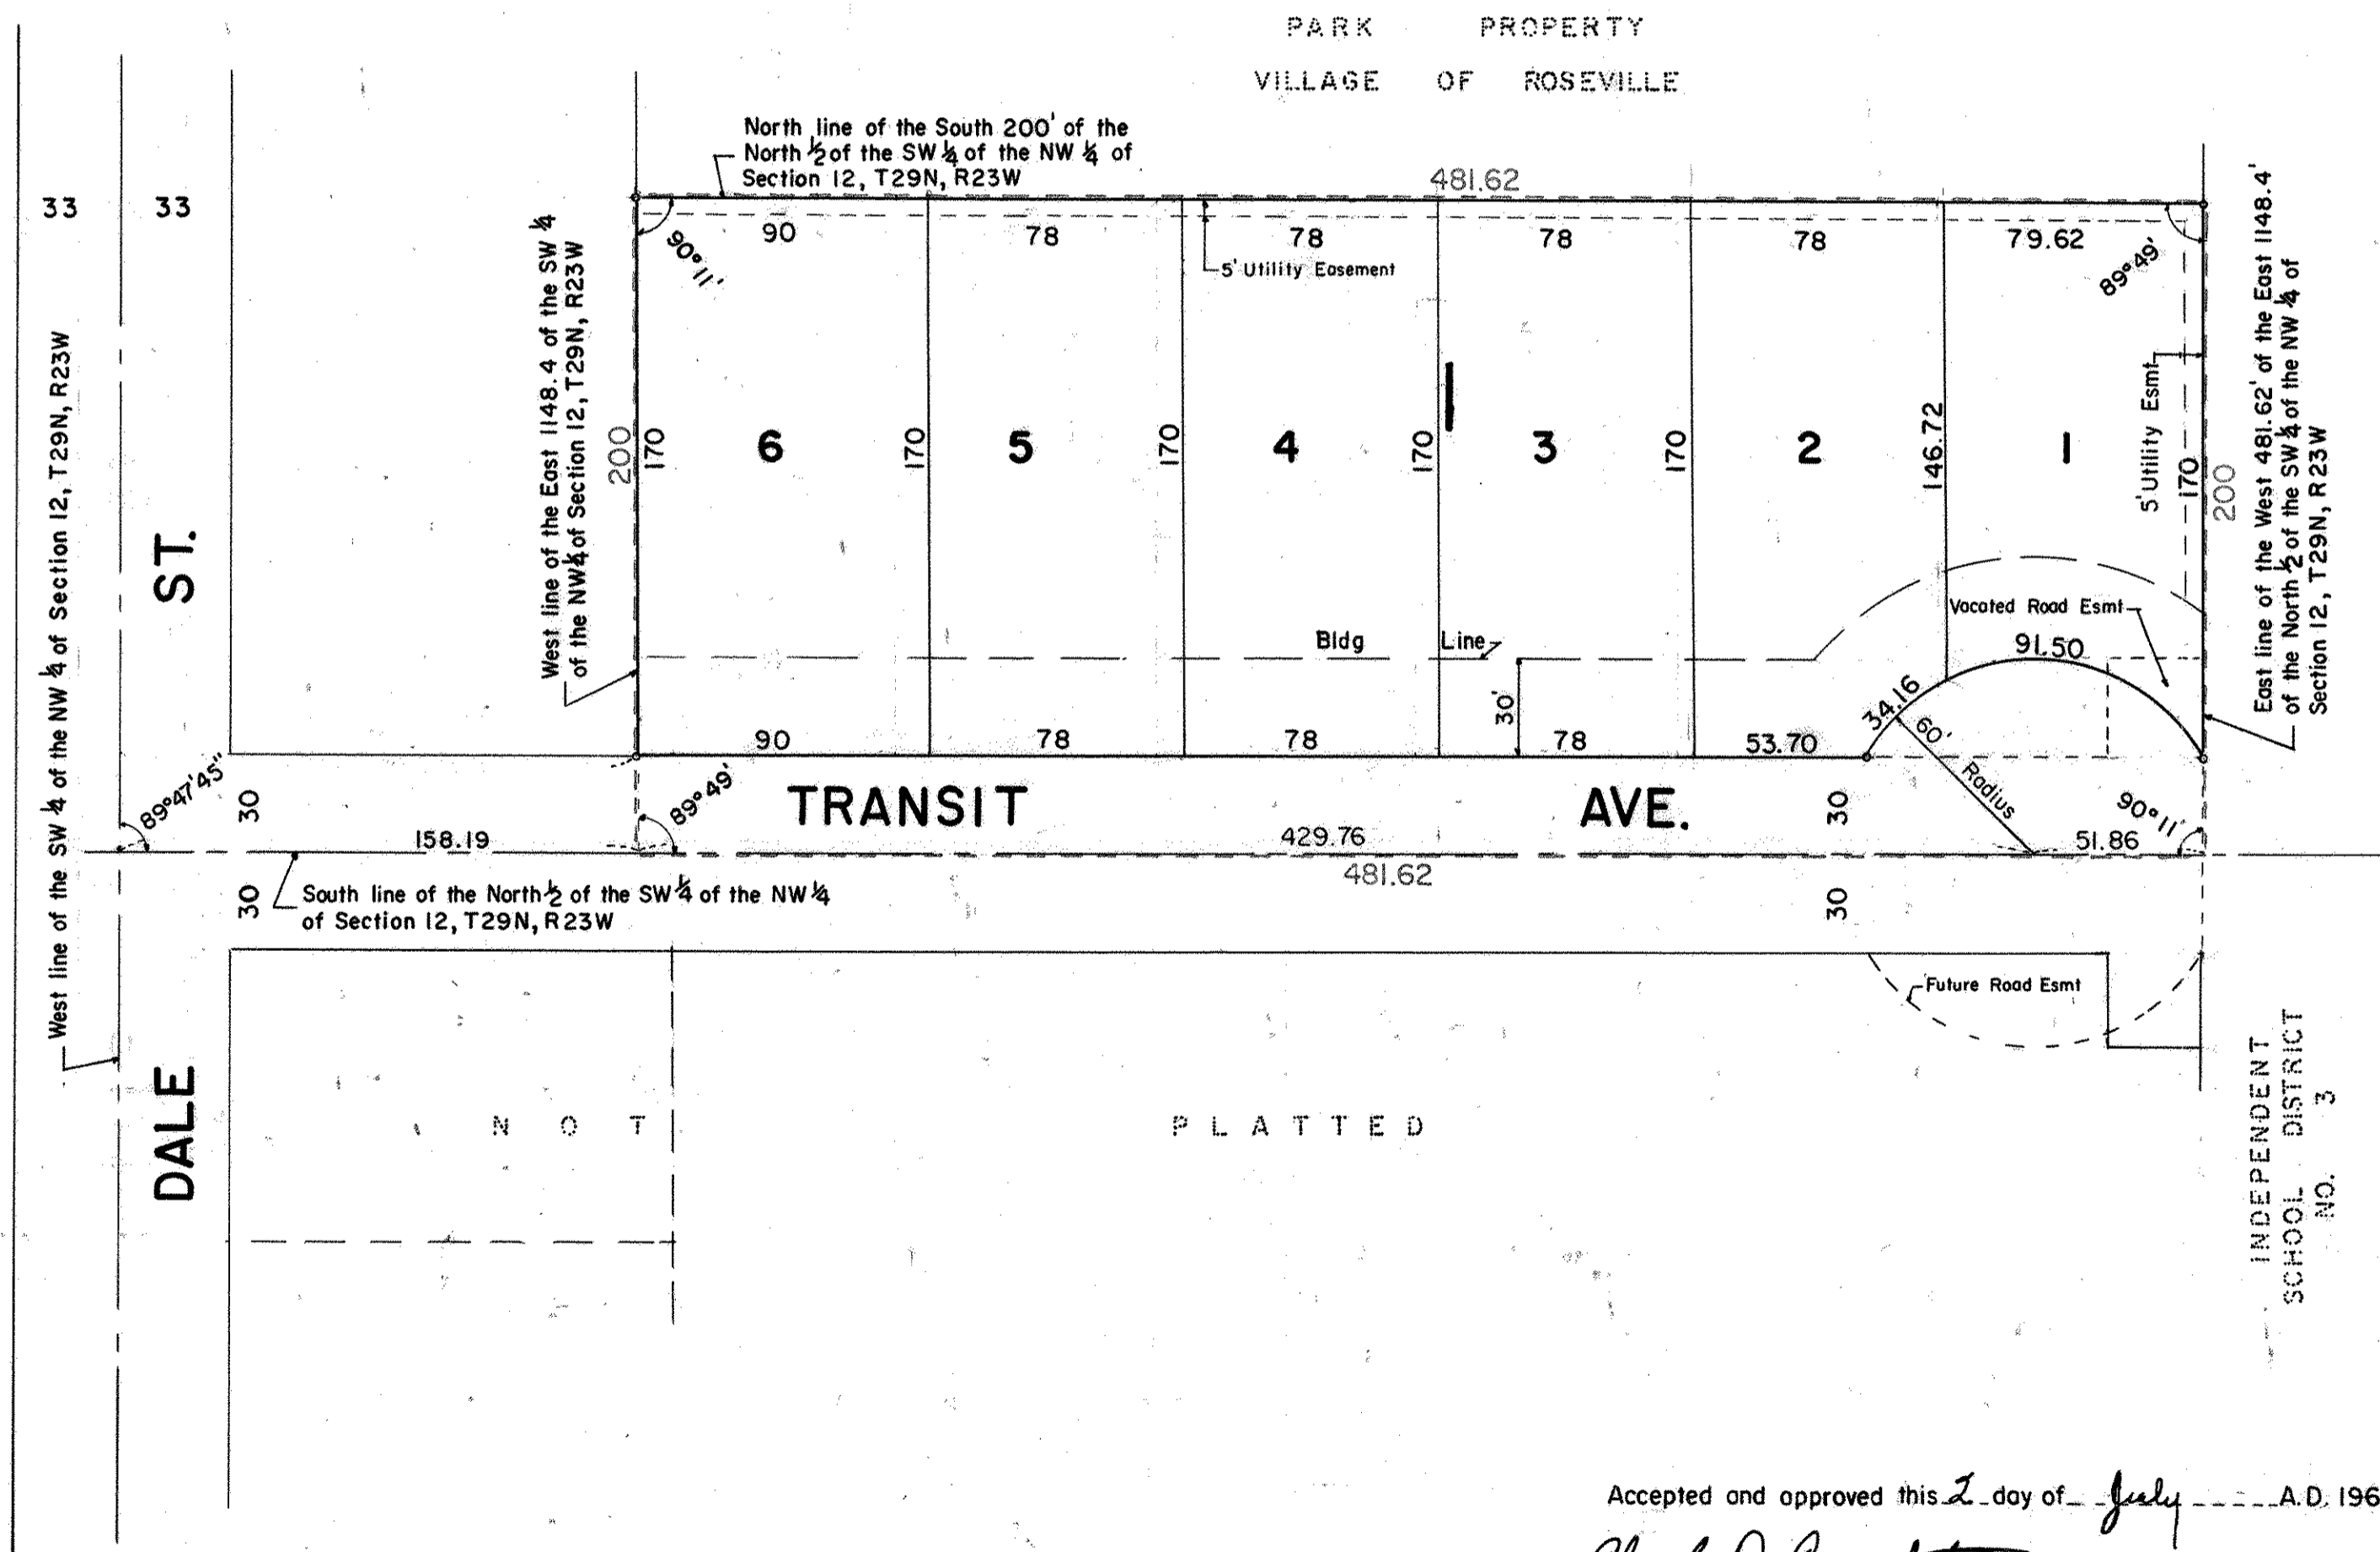 PARK PROPERTY
VILLAGE OF ROSEVILLE
North line of the South 200' of the
North ½ of the SW ¼ of the NW ¼ of
Section 12, T29N, R23W
481.62
33 33
90 78 78 78 78 79.62
90°11'
89°49'
5' Utility Easement
West line of the SW ¼ of the NW ¼ of Section 12, T29N, R23W
West line of the East 1148.4 of the SW ¼
of the NW ¼ of Section 12, T29N, R23W
East line of the West 481.62' of the East 1148.4'
of the North ½ of the SW ¼ of the NW ¼ of
Section 12, T29N, R23W
200 170 6 170 5 170 4 170 1 3 170 2 146.72 1 170 200
5' Utility Esmt
ST.
Vacated Road Esmt
Bldg Line
91.50
30'
34.16
60'
Radius
90 78 78 78 53.70
89°47'45"
30
89°49'
TRANSIT AVE.
30
90°11'
158.19 429.76 51.86
481.62
30
South line of the North ½ of the SW ¼ of the NW ¼
of Section 12, T29N, R23W
30
Future Road Esmt
DALE
NOT PLATTED
INDEPENDENT
SCHOOL DISTRICT
NO. 3
Accepted and approved this 2 day of July A.D. 196